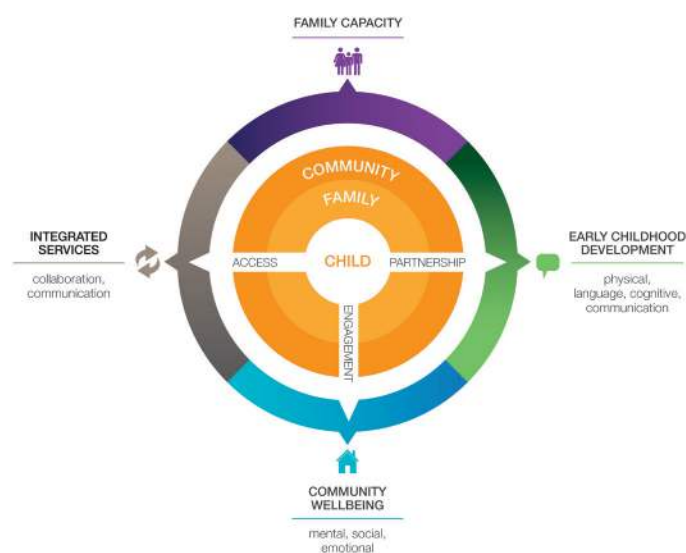 FAMILY CAPACITY
COMMUNITY
FAMILY
INTEGRATED
SERVICES
collaboration,
communication
ACCESS
CHILD
PARTNERSHIP
EARLY CHILDHOOD
DEVELOPMENT
physical,
language, cognitive,
communication
ENGAGEMENT
COMMUNITY
WELLBEING
mental, social,
emotional